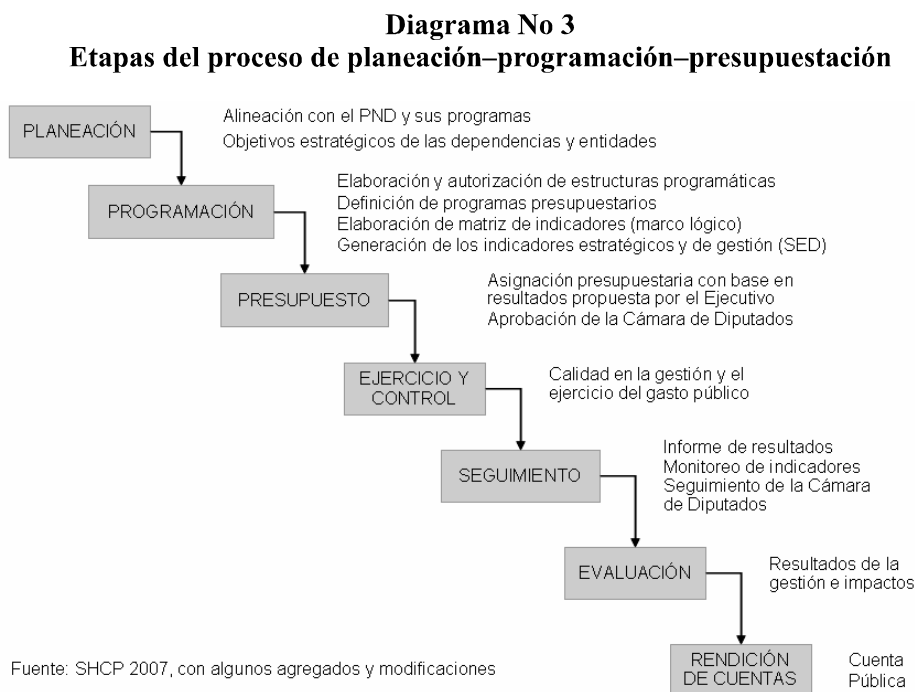 Diagrama No 3
Etapas del proceso de planeación–programación–presupuestación
PLANEACIÓN
Alineación con el PND y sus programas
Objetivos estratégicos de las dependencias y entidades
PROGRAMACIÓN
Elaboración y autorización de estructuras programáticas
Definición de programas presupuestarios
Elaboración de matriz de indicadores (marco lógico)
Generación de los indicadores estratégicos y de gestión (SED)
PRESUPUESTO
Asignación presupuestaria con base en
resultados propuesta por el Ejecutivo
Aprobación de la Cámara de Diputados
EJERCICIO Y
CONTROL
Calidad en la gestión y el
ejercicio del gasto público
SEGUIMIENTO
Informe de resultados
Monitoreo de indicadores
Seguimiento de la Cámara
de Diputados
EVALUACIÓN
Resultados de la
gestión e impactos
RENDICIÓN
DE CUENTAS
Cuenta
Pública
Fuente: SHCP 2007, con algunos agregados y modificaciones